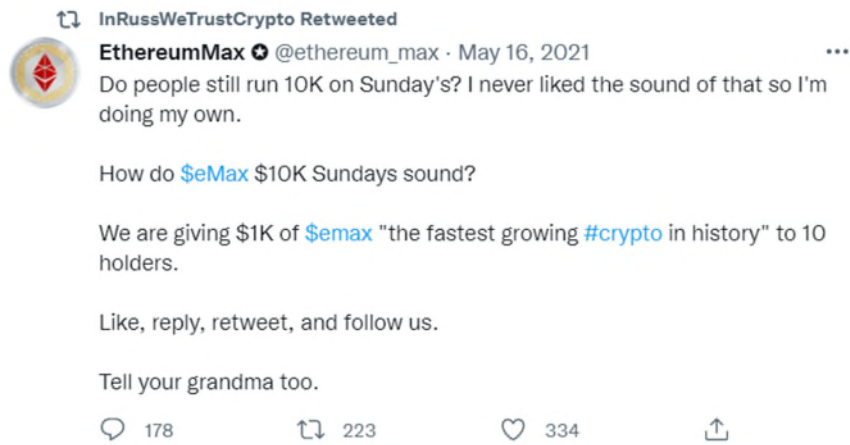 InRussWeTrustCrypto Retweeted
EthereumMax @ethereum_max · May 16, 2021
Do people still run 10K on Sunday's? I never liked the sound of that so I'm
doing my own.
How do $eMax $10K Sundays sound?
We are giving $1K of $emax "the fastest growing #crypto in history" to 10
holders.
Like, reply, retweet, and follow us.
Tell your grandma too.
178 223 334